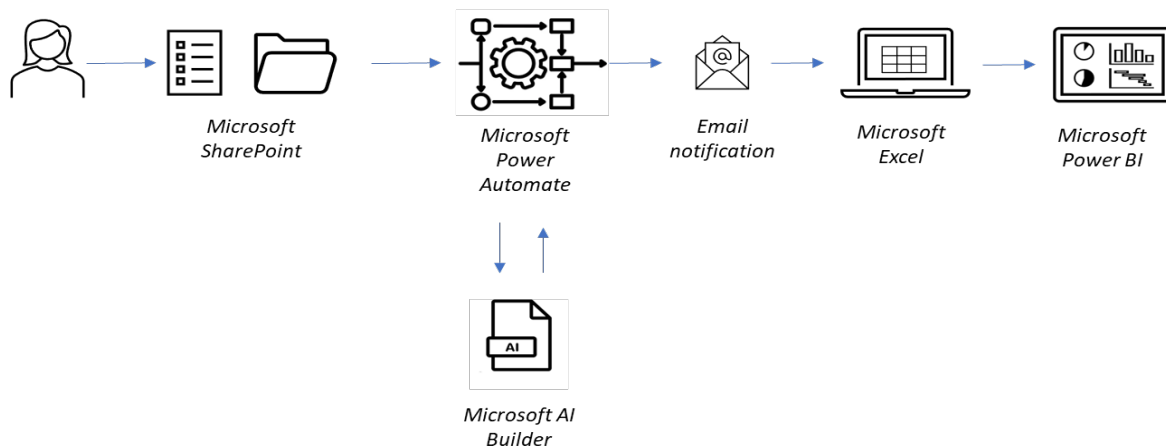 Microsoft
SharePoint
Microsoft
Power
Automate
@
Email
notification
Microsoft
Excel
Microsoft
Power BI
AI
Microsoft AI
Builder